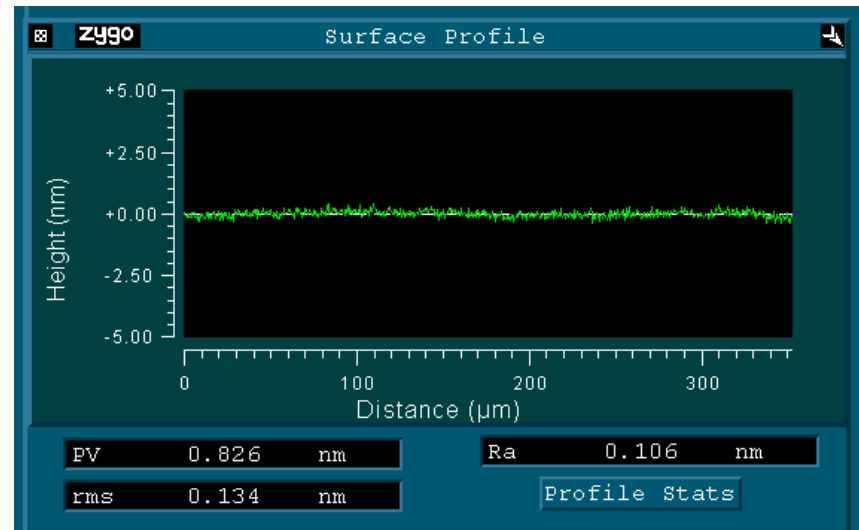 zygo Surface Profile
+5.00
+2.50
+0.00
-2.50
-5.00
Height (nm)
0 100 200 300
Distance (µm)
PV 0.826 nm
Ra 0.106 nm
rms 0.134 nm
Profile Stats